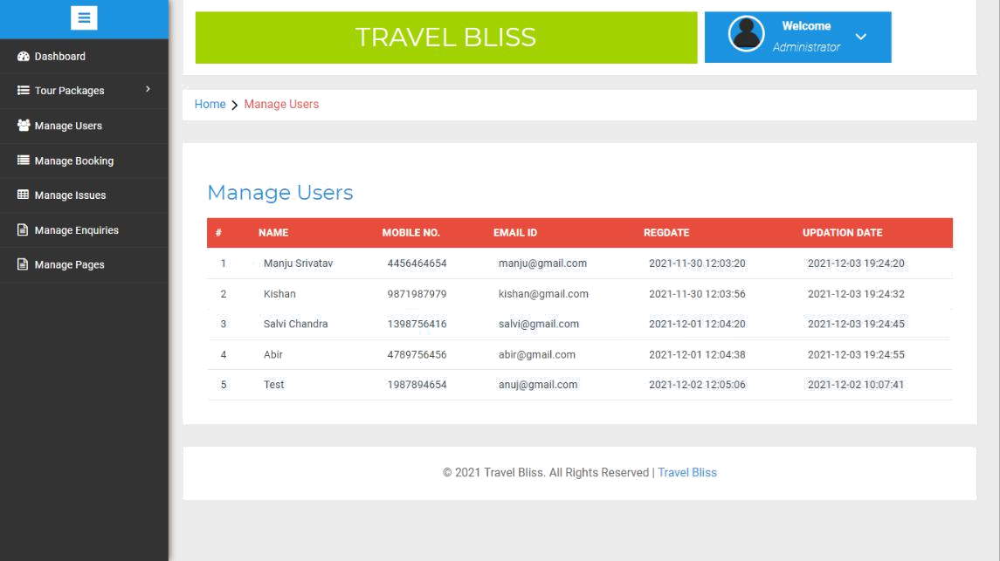 TRAVEL BLISS
Welcome
Administrator
Dashboard
Tour Packages
Manage Users
Manage Booking
Manage Issues
Manage Enquiries
Manage Pages
Home > Manage Users
Manage Users
# NAME MOBILE NO. EMAIL ID REGDATE UPDATION DATE
1 Manju Srivatav 4456464654 manju@gmail.com 2021-11-30 12:03:20 2021-12-03 19:24:20
2 Kishan 9871987979 kishan@gmail.com 2021-11-30 12:03:56 2021-12-03 19:24:32
3 Salvi Chandra 1398756416 salvi@gmail.com 2021-12-01 12:04:20 2021-12-03 19:24:45
4 Abir 4789756456 abir@gmail.com 2021-12-01 12:04:38 2021-12-03 19:24:55
5 Test 1987894654 anuj@gmail.com 2021-12-02 12:05:06 2021-12-02 10:07:41
© 2021 Travel Bliss. All Rights Reserved | Travel Bliss